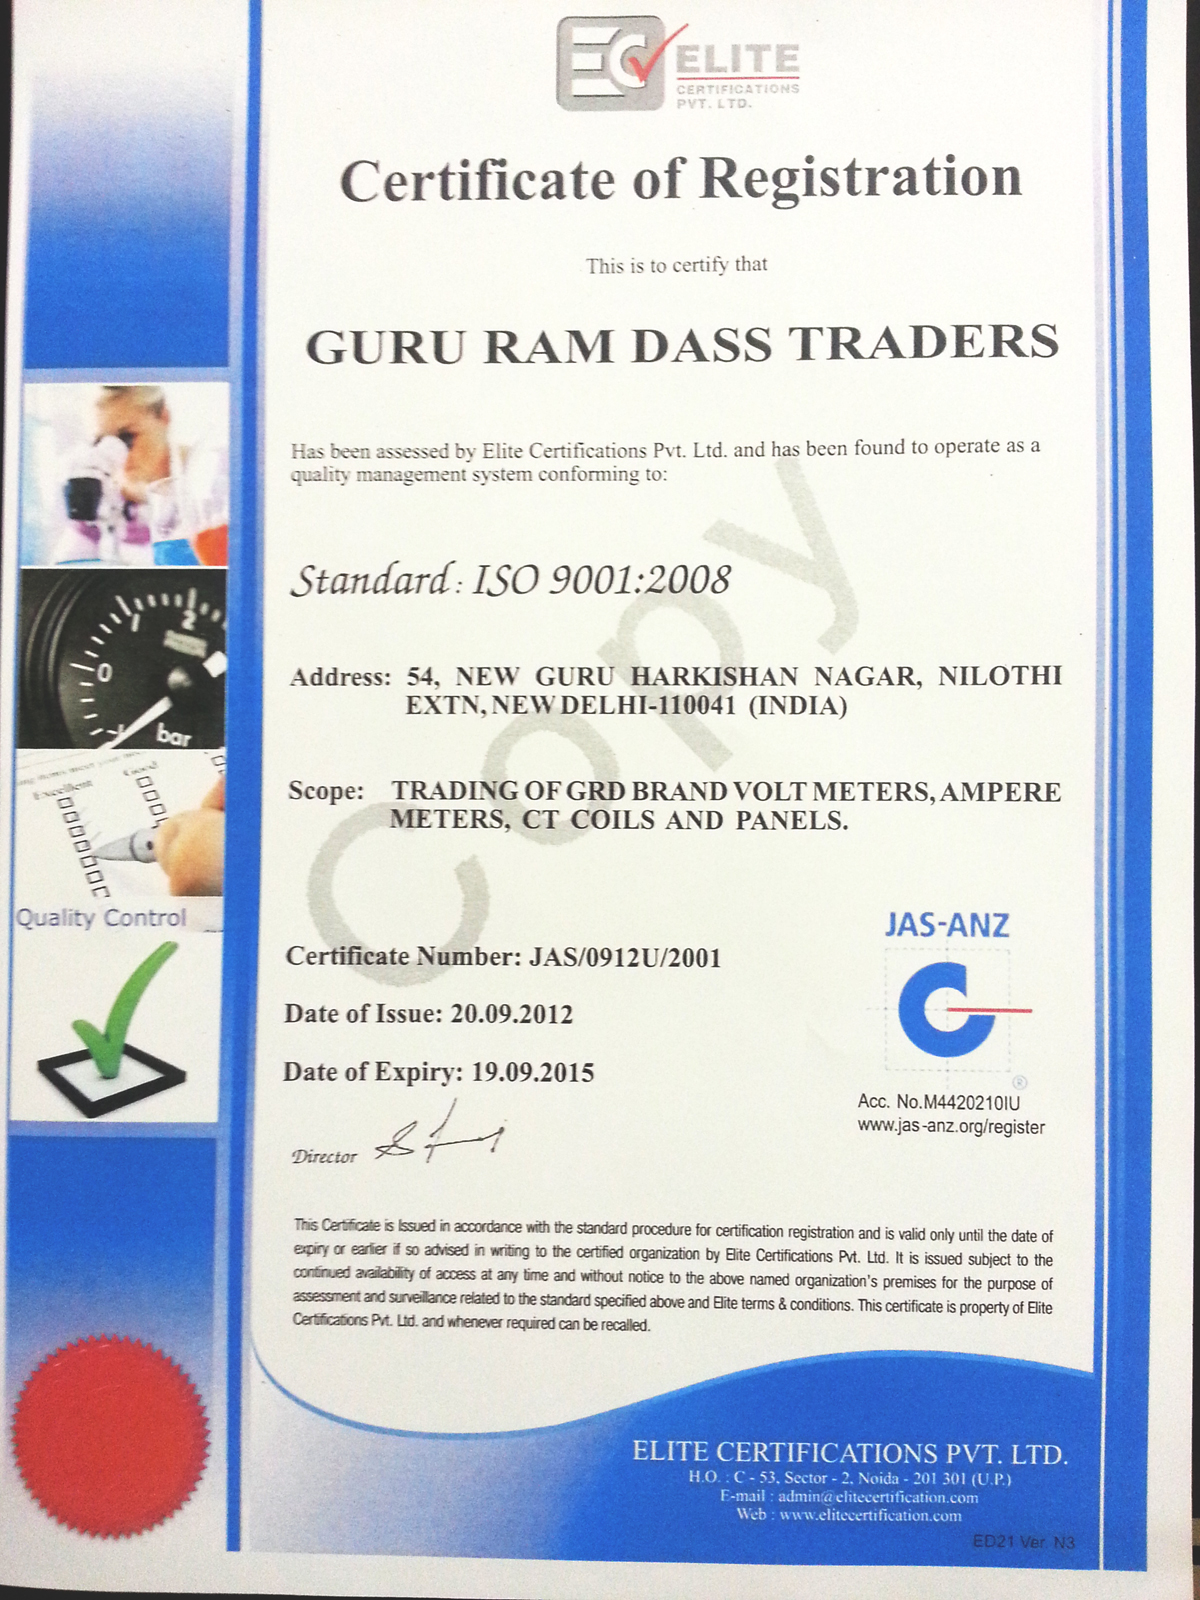 EC ELITE
CERTIFICATIONS
PVT. LTD.
Certificate of Registration
This is to certify that
GURU RAM DASS TRADERS
Has been assessed by Elite Certifications Pvt. Ltd. and has been found to operate as a
quality management system conforming to:
Standard : ISO 9001:2008
Address: 54, NEW GURU HARKISHAN NAGAR, NILOTHI
EXTN, NEW DELHI-110041 (INDIA)
Scope: TRADING OF GRD BRAND VOLT METERS, AMPERE
METERS, CT COILS AND PANELS.
Copy
Certificate Number: JAS/0912U/2001
Date of Issue: 20.09.2012
Date of Expiry: 19.09.2015
Director
JAS-ANZ
®
Acc. No.M4420210IU
www.jas-anz.org/register
This Certificate is Issued in accordance with the standard procedure for certification registration and is valid only until the date of
expiry or earlier if so advised in writing to the certified organization by Elite Certifications Pvt. Ltd. It is issued subject to the
continued availability of access at any time and without notice to the above named organization's premises for the purpose of
assessment and surveillance related to the standard specified above and Elite terms & conditions. This certificate is property of Elite
Certifications Pvt. Ltd. and whenever required can be recalled.
1
2
0
bar
Excellent
Good
Quality Control
ELITE CERTIFICATIONS PVT. LTD.
H.O. : C - 53, Sector - 2, Noida - 201 301 (U.P.)
E-mail : admin@elitecertification.com
Web : www.elitecertification.com
ED21 Ver. N3